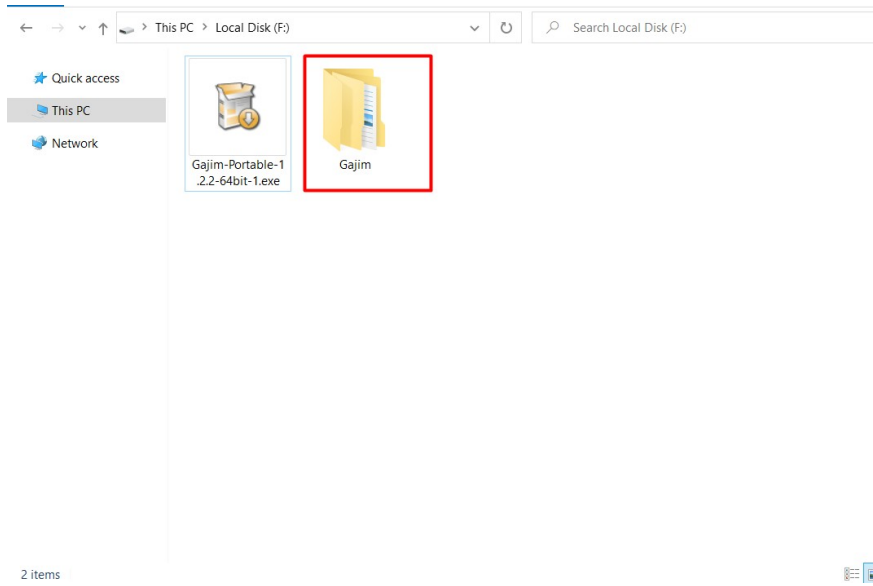 This PC > Local Disk (F:)
Search Local Disk (F:)
Quick access
This PC
Network
Gajim-Portable-1
.2.2-64bit-1.exe
Gajim
2 items